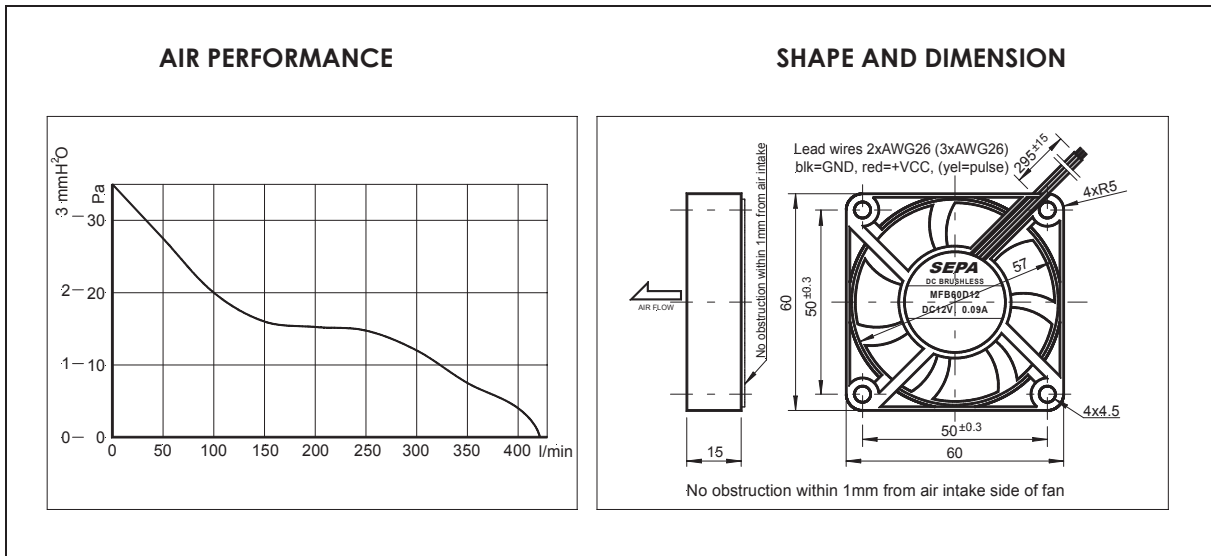 AIR PERFORMANCE
3 mmH²O
Pa
30
2 20
1 10
0 0
0 50 100 150 200 250 300 350 400 l/min
SHAPE AND DIMENSION
Lead wires 2xAWG26 (3xAWG26)
blk=GND, red=+VCC, (yel=pulse)
295±15
4xR5
No obstruction within 1mm from air intake
AIR FLOW
60
50±0.3
57
SEPA
DC BRUSHLESS
MFB60D12
DC12V 0.09A
4x4.5
15
50±0.3
60
No obstruction within 1mm from air intake side of fan